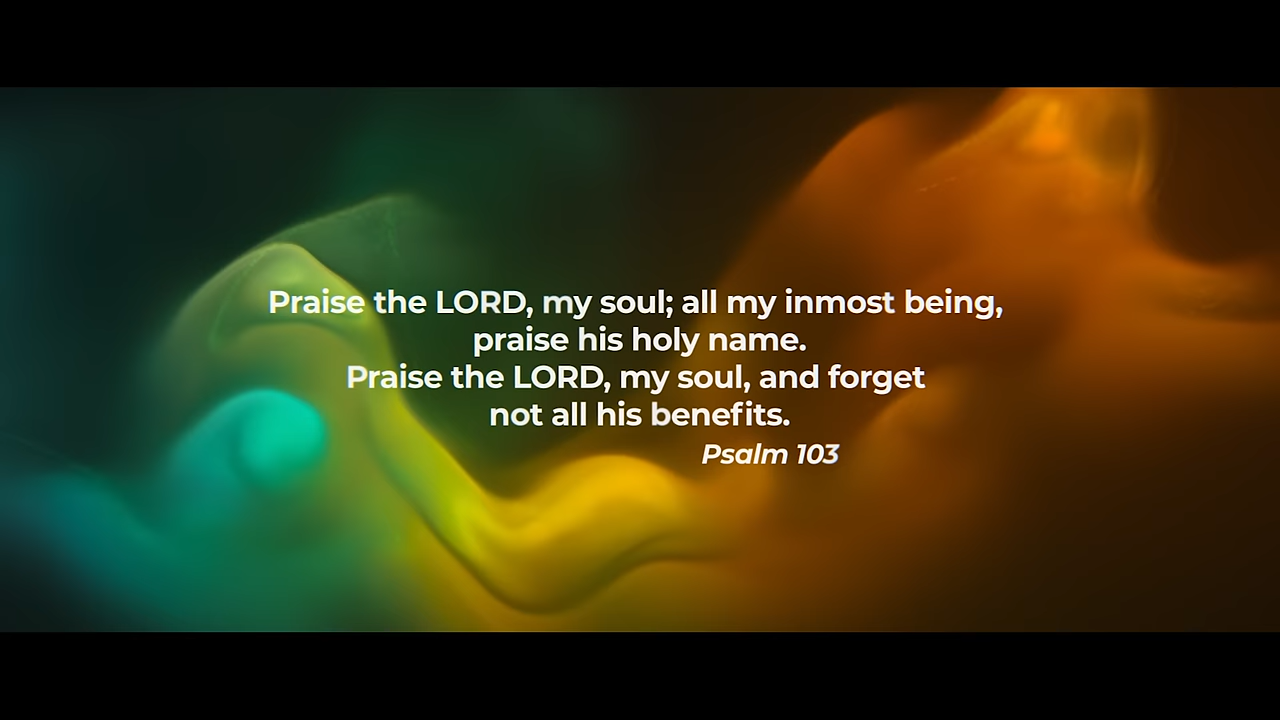 Praise the LORD, my soul; all my inmost being,
praise his holy name.
Praise the LORD, my soul, and forget
not all his benefits.
Psalm 103